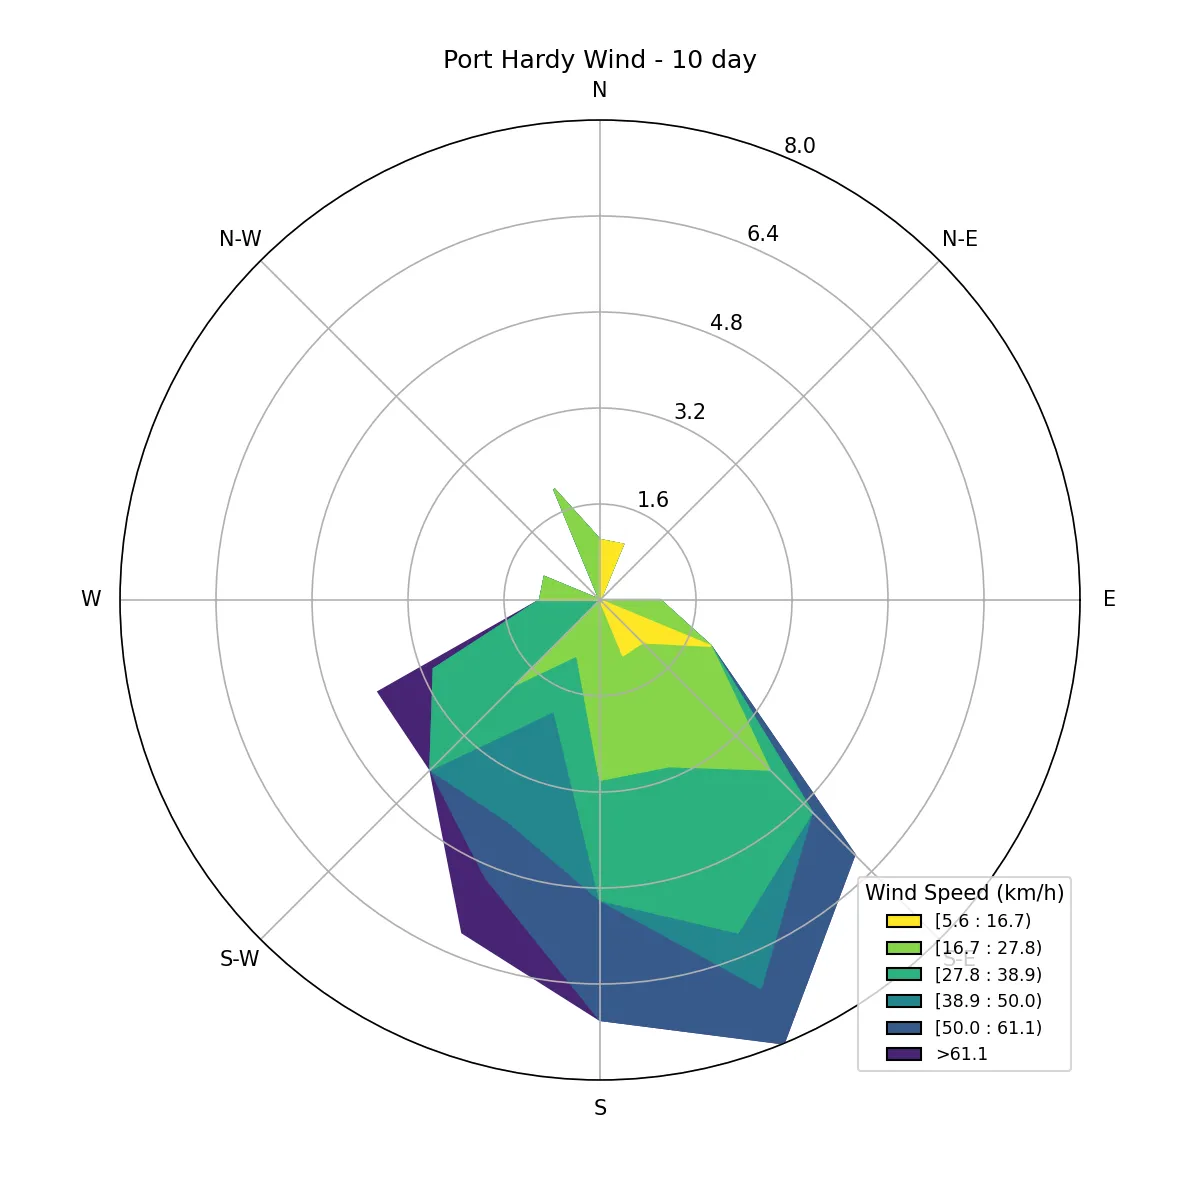 Port Hardy Wind - 10 day
N
8.0
N-W
N-E
6.4
4.8
3.2
1.6
W
E
Wind Speed (km/h)
[5.6 : 16.7)
[16.7 : 27.8)
S-W
S-E
[27.8 : 38.9)
[38.9 : 50.0)
[50.0 : 61.1)
>61.1
S